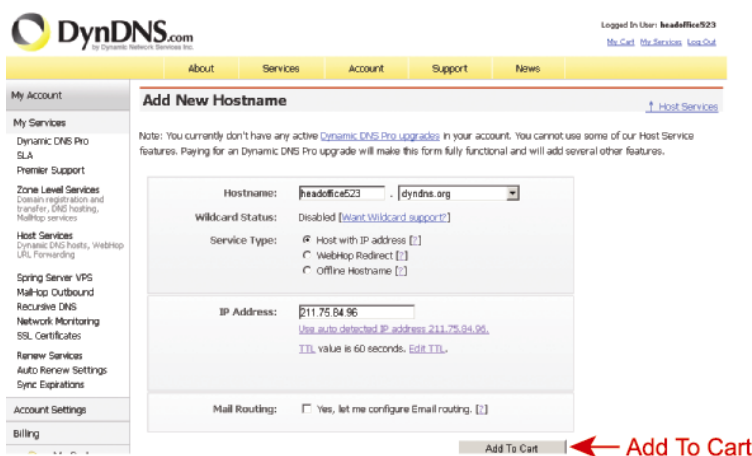 DynDNS.com
by Dynamic Network Services Inc.
Logged In User: headoffice523
My Cart My Services Log Out
About Services Account Support News
My Account
My Services
Dynamic DNS Pro
SLA
Premier Support
Zone Level Services
Domain registration and
transfer, DNS hosting,
MailHop services
Host Services
Dynamic DNS hosts, WebHop
URL Forwarding
Spring Server VPS
MailHop Outbound
Recursive DNS
Network Monitoring
SSL Certificates
Renew Services
Auto Renew Settings
Sync Expirations
Account Settings
Billing
Add New Hostname
↑ Host Services
Note: You currently don't have any active Dynamic DNS Pro upgrades in your account. You cannot use some of our Host Service
features. Paying for an Dynamic DNS Pro upgrade will make this form fully functional and will add several other features.
Hostname: headoffice523 . dyndns.org
Wildcard Status: Disabled [Want Wildcard support?]
Service Type: Host with IP address [?]
WebHop Redirect [?]
Offline Hostname [?]
IP Address: 211.75.84.96
Use auto detected IP address 211.75.84.96.
TTL value is 60 seconds. Edit TTL.
Mail Routing: Yes, let me configure Email routing. [?]
Add To Cart
Add To Cart